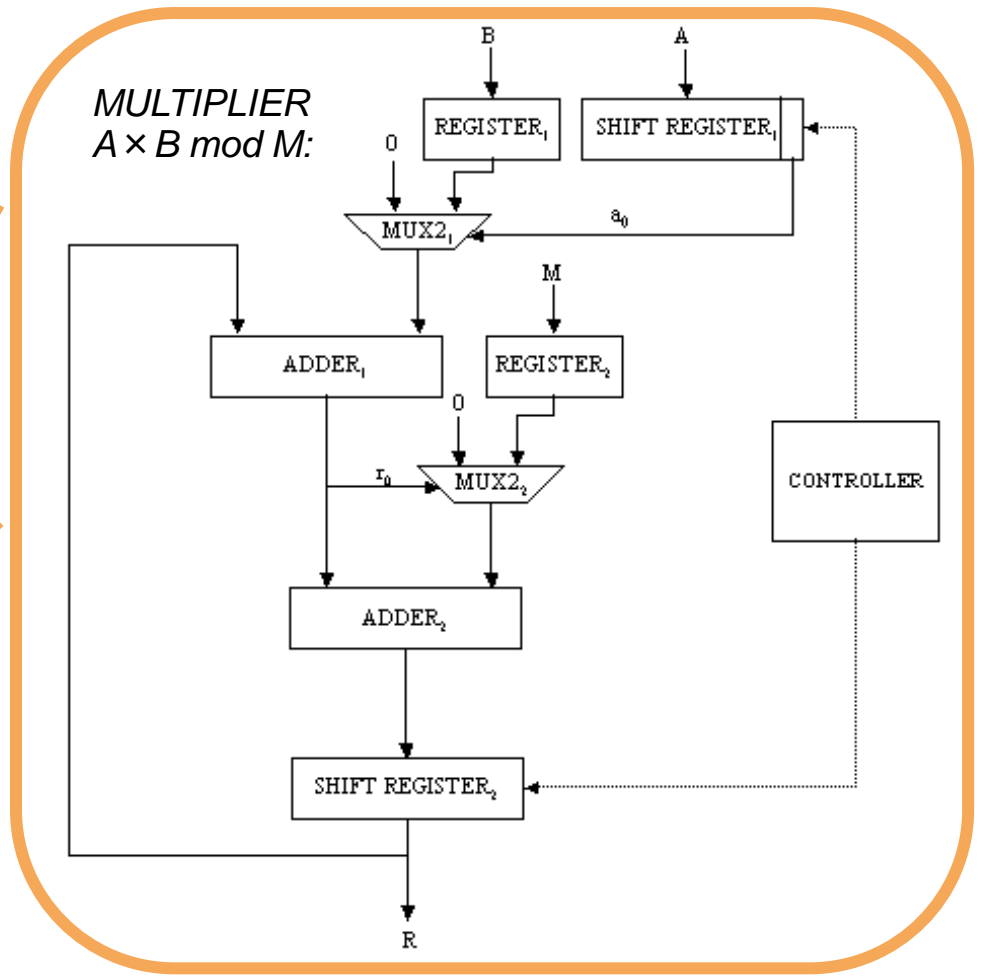 MULTIPLIER
A × B mod M:
B
A
REGISTER₁
SHIFT REGISTER₁
0
MUX2₁
a₀
M
ADDER₁
REGISTER₂
0
r₀
MUX2₂
CONTROLLER
ADDER₂
SHIFT REGISTER₂
R